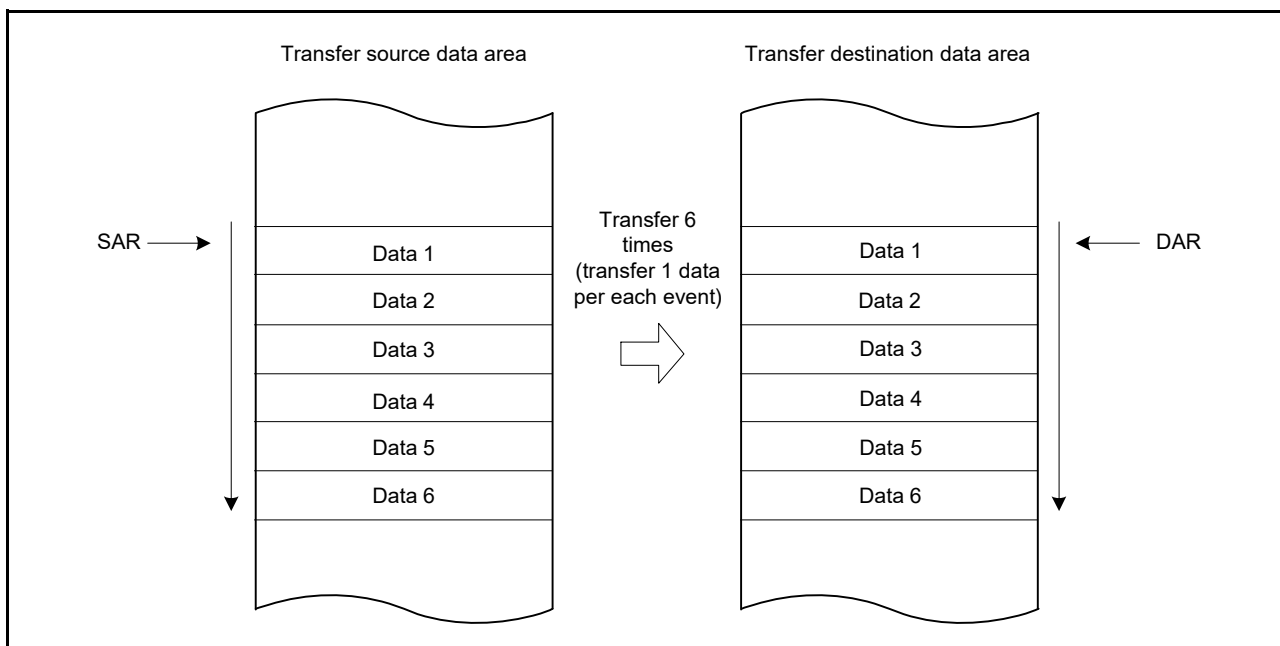 Transfer source data area
Transfer destination data area
SAR
Data 1
Data 2
Data 3
Data 4
Data 5
Data 6
Transfer 6
times
(transfer 1 data
per each event)
Data 1
Data 2
Data 3
Data 4
Data 5
Data 6
DAR